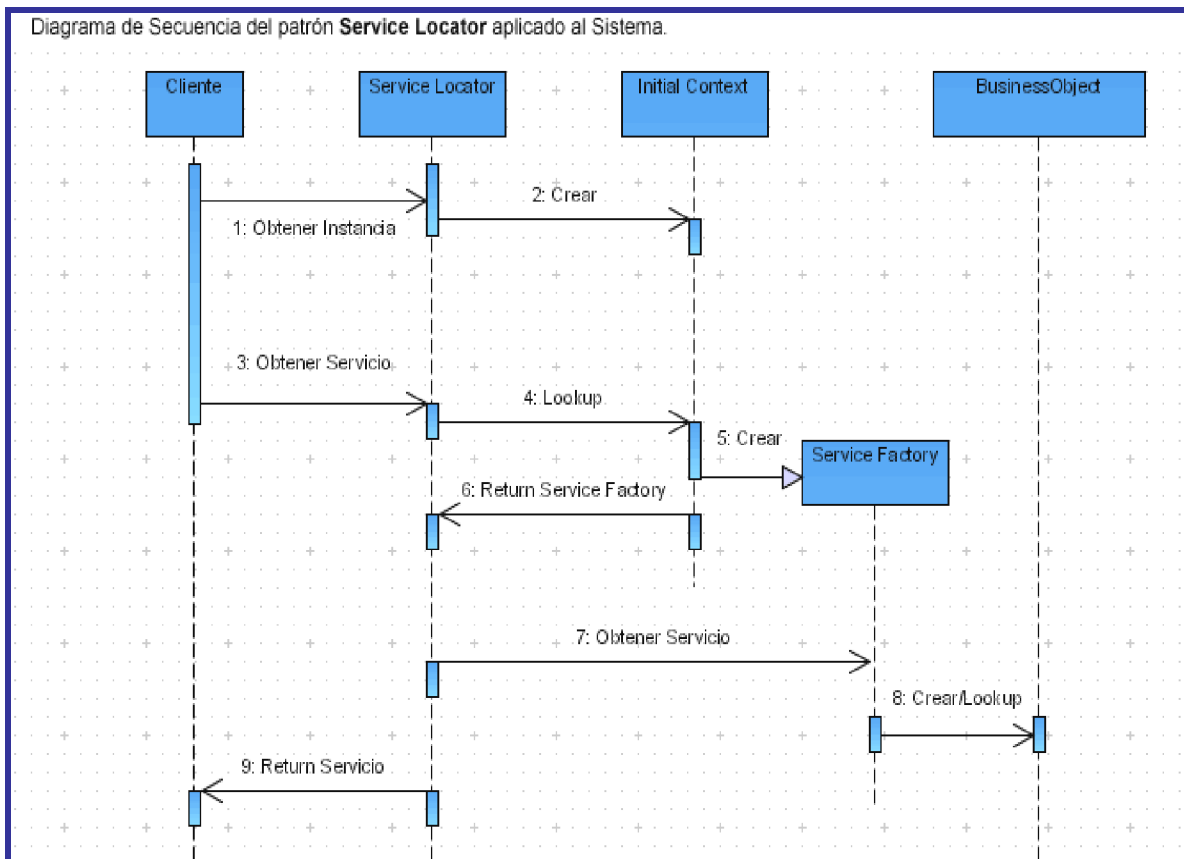 Diagrama de Secuencia del patrón Service Locator aplicado al Sistema.
Cliente
Service Locator
Initial Context
BusinessObject
2: Crear
1: Obtener Instancia
3: Obtener Servicio
4: Lookup
5: Crear
Service Factory
6: Return Service Factory
7: Obtener Servicio
8: Crear/Lookup
9: Return Servicio